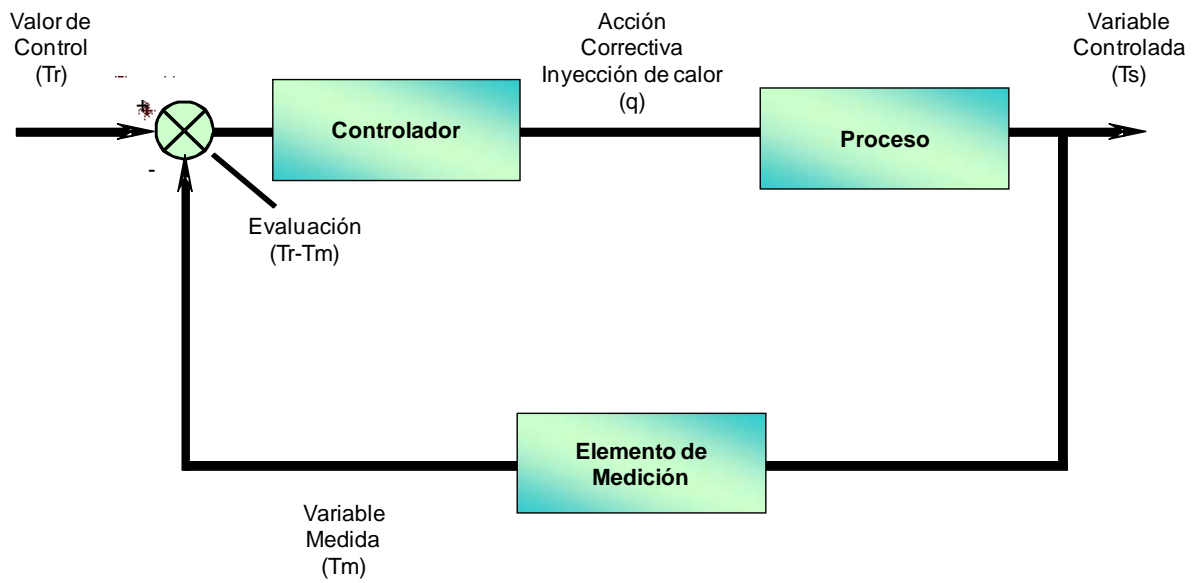 Valor de
Control
(Tr)
Acción
Correctiva
Inyección de calor
(q)
Variable
Controlada
(Ts)
+
Controlador
Proceso
-
Evaluación
(Tr-Tm)
Elemento de
Medición
Variable
Medida
(Tm)